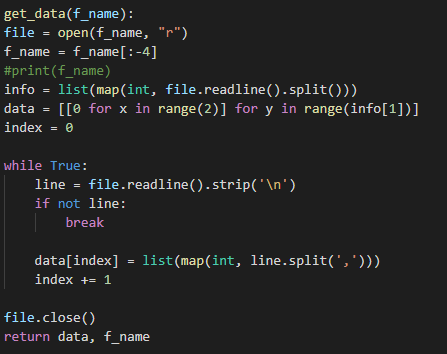 get_data(f_name):
file = open(f_name, "r")
f_name = f_name[:-4]
#print(f_name)
info = list(map(int, file.readline().split()))
data = [[0 for x in range(2)] for y in range(info[1])]
index = 0

while True:
    line = file.readline().strip('\n')
    if not line:
        break

    data[index] = list(map(int, line.split(',')))
    index += 1

file.close()
return data, f_name